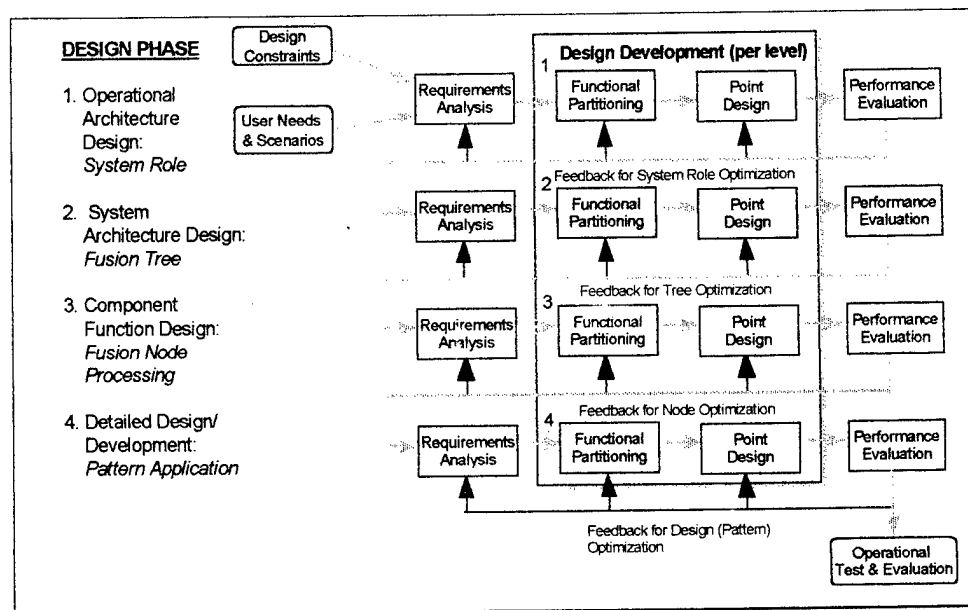 DESIGN PHASE
1. Operational
Architecture
Design:
System Role
2. System
Architecture Design:
Fusion Tree
3. Component
Function Design:
Fusion Node
Processing
4. Detailed Design/
Development:
Pattern Application
Design
Constraints
User Needs
& Scenarios
Design Development (per level)
Requirements
Analysis
1
Functional
Partitioning
Point
Design
Performance
Evaluation
Feedback for System Role Optimization
Requirements
Analysis
2
Functional
Partitioning
Point
Design
Performance
Evaluation
Feedback for Tree Optimization
Requirements
Analysis
3
Functional
Partitioning
Point
Design
Performance
Evaluation
Feedback for Node Optimization
Requirements
Analysis
4
Functional
Partitioning
Point
Design
Performance
Evaluation
Feedback for Design (Pattern)
Optimization
Operational
Test & Evaluation